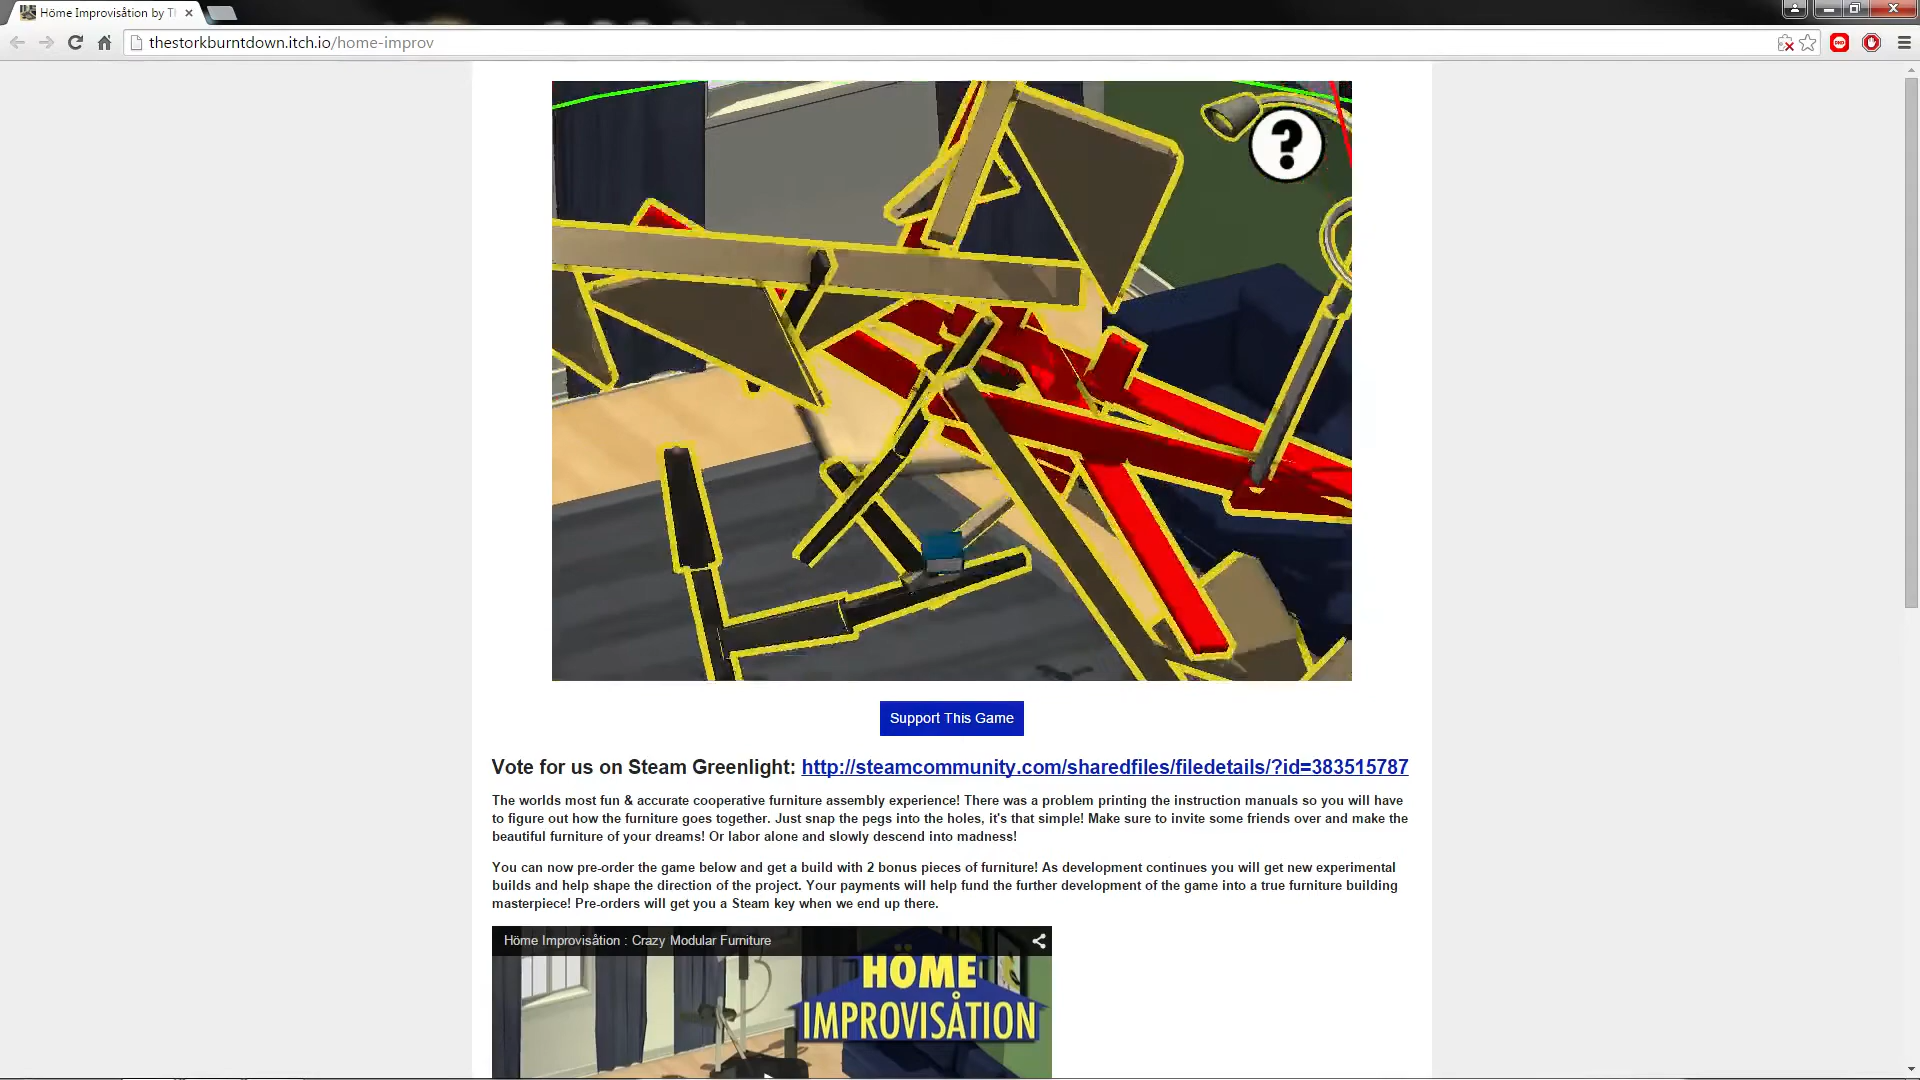 Höme Improvisåtion by Tl
thestorkburntdown.itch.io/home-improv
?
Support This Game
Vote for us on Steam Greenlight: http://steamcommunity.com/sharedfiles/filedetails/?id=383515787
The worlds most fun & accurate cooperative furniture assembly experience! There was a problem printing the instruction manuals so you will have
to figure out how the furniture goes together. Just snap the pegs into the holes, it's that simple! Make sure to invite some friends over and make the
beautiful furniture of your dreams! Or labor alone and slowly descend into madness!
You can now pre-order the game below and get a build with 2 bonus pieces of furniture! As development continues you will get new experimental
builds and help shape the direction of the project. Your payments will help fund the further development of the game into a true furniture building
masterpiece! Pre-orders will get you a Steam key when we end up there.
Höme Improvisåtion : Crazy Modular Furniture
HÖME
IMPROVISÅTION